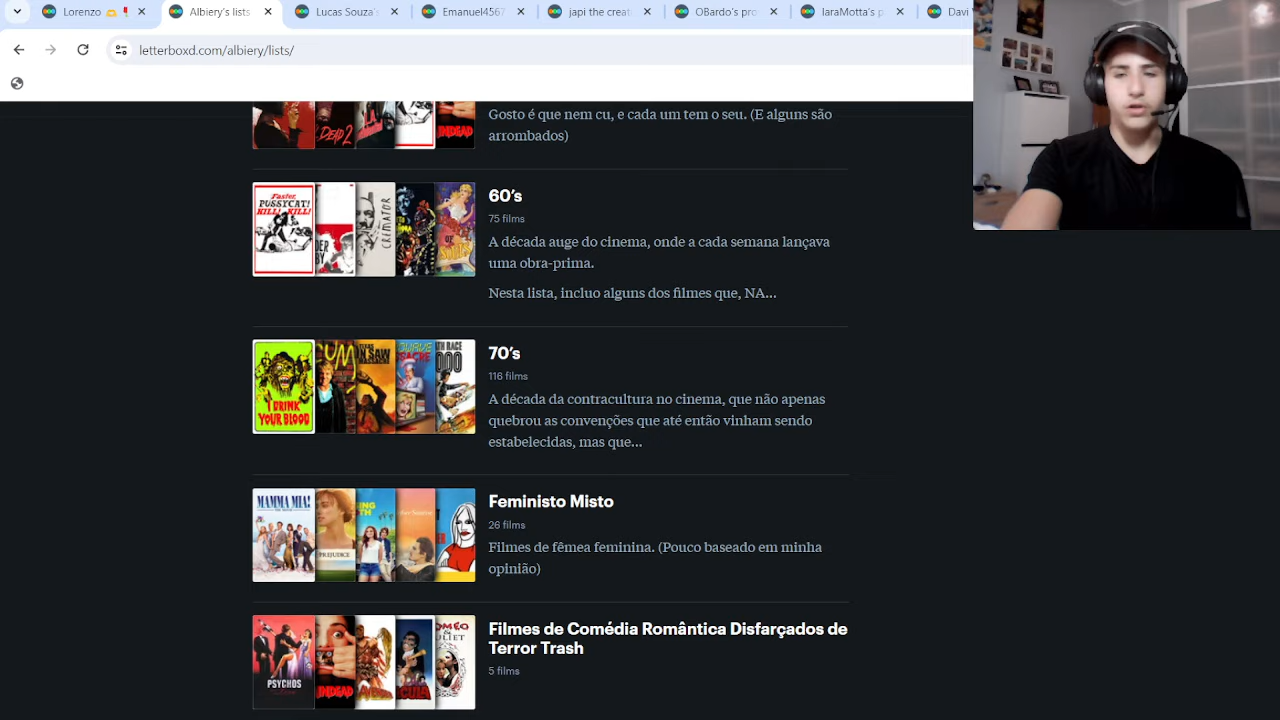 Lorenzo
Albiery's lists
Lucas Souza's
Emanuel4567
japi the creat
OBardo's pro
IaraMotta's p
Davi
letterboxd.com/albiery/lists/
DEAD 2
UNDEAD
Gosto é que nem cu, e cada um tem o seu. (E alguns são
arrombados)
Faster,
PUSSYCAT!
KILL! KILL!
CREMATOR
60's
75 films
A década auge do cinema, onde a cada semana lançava
uma obra-prima.
Nesta lista, incluo alguns dos filmes que, NA...
I DRINK
YOUR BLOOD
SAW
70's
116 films
A década da contracultura no cinema, que não apenas
quebrou as convenções que até então vinham sendo
estabelecidas, mas que...
MAMMA MIA!
PREJUDICE
Feministo Misto
26 films
Filmes de fêmea feminina. (Pouco baseado em minha
opinião)
PSYCHOS
UNDEAD
Filmes de Comédia Romântica Disfarçados de
Terror Trash
5 films